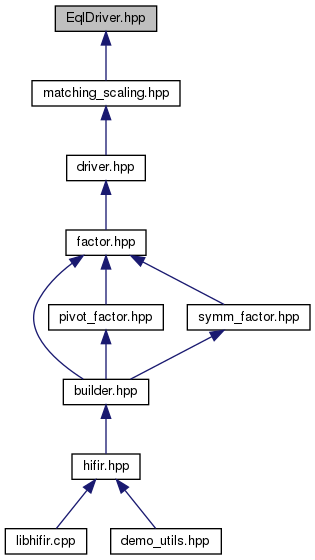 EqlDriver.hpp
matching_scaling.hpp
driver.hpp
factor.hpp
pivot_factor.hpp
symm_factor.hpp
builder.hpp
hifir.hpp
libhifir.cpp
demo_utils.hpp